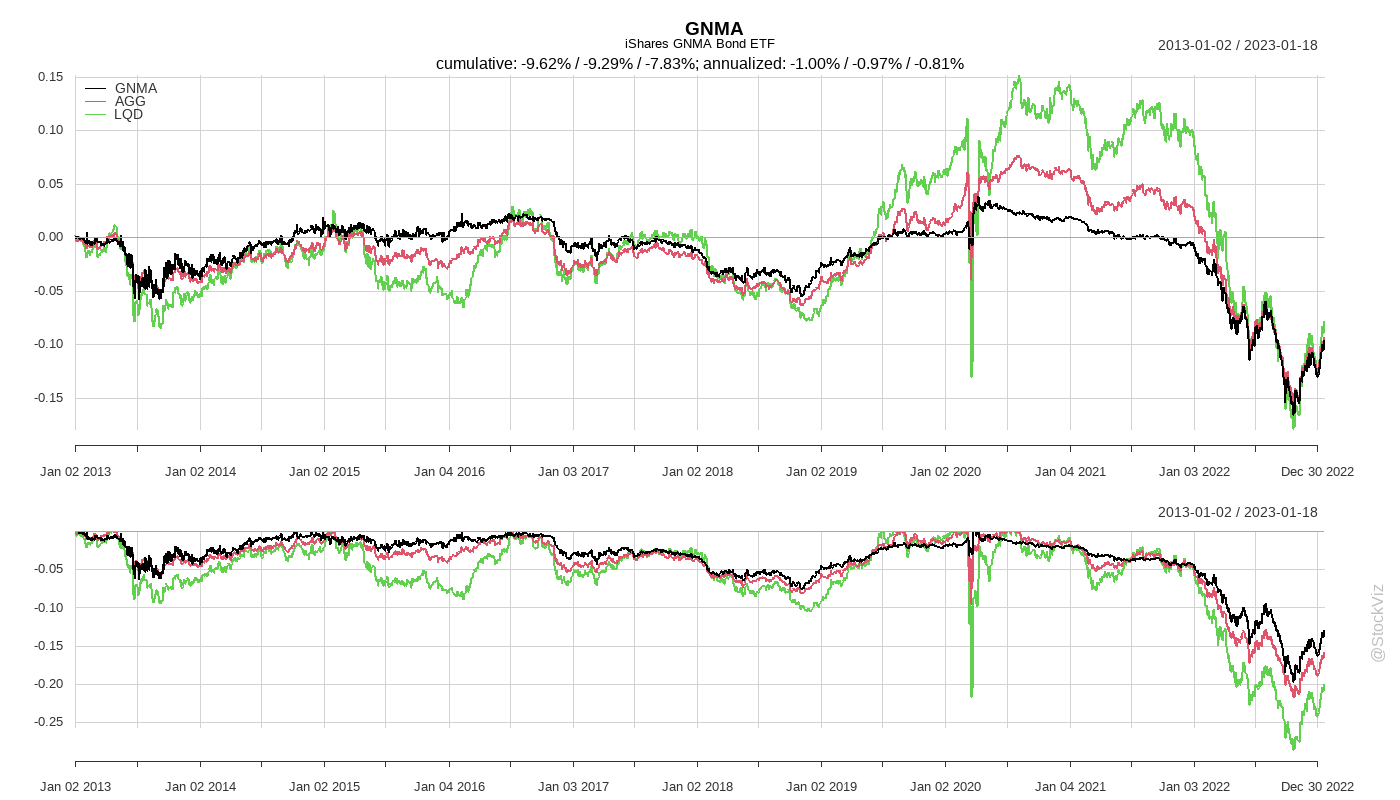 GNMA
iShares GNMA Bond ETF
2013-01-02 / 2023-01-18
cumulative: -9.62% / -9.29% / -7.83%; annualized: -1.00% / -0.97% / -0.81%
0.15
GNMA
AGG
LQD
0.10
0.05
0.00
-0.05
-0.10
-0.15
Jan 02 2013 Jan 02 2014 Jan 02 2015 Jan 04 2016 Jan 03 2017 Jan 02 2018 Jan 02 2019 Jan 02 2020 Jan 04 2021 Jan 03 2022 Dec 30 2022
2013-01-02 / 2023-01-18
-0.05
-0.10
-0.15
-0.20
-0.25
Jan 02 2013 Jan 02 2014 Jan 02 2015 Jan 04 2016 Jan 03 2017 Jan 02 2018 Jan 02 2019 Jan 02 2020 Jan 04 2021 Jan 03 2022 Dec 30 2022
@StockViz